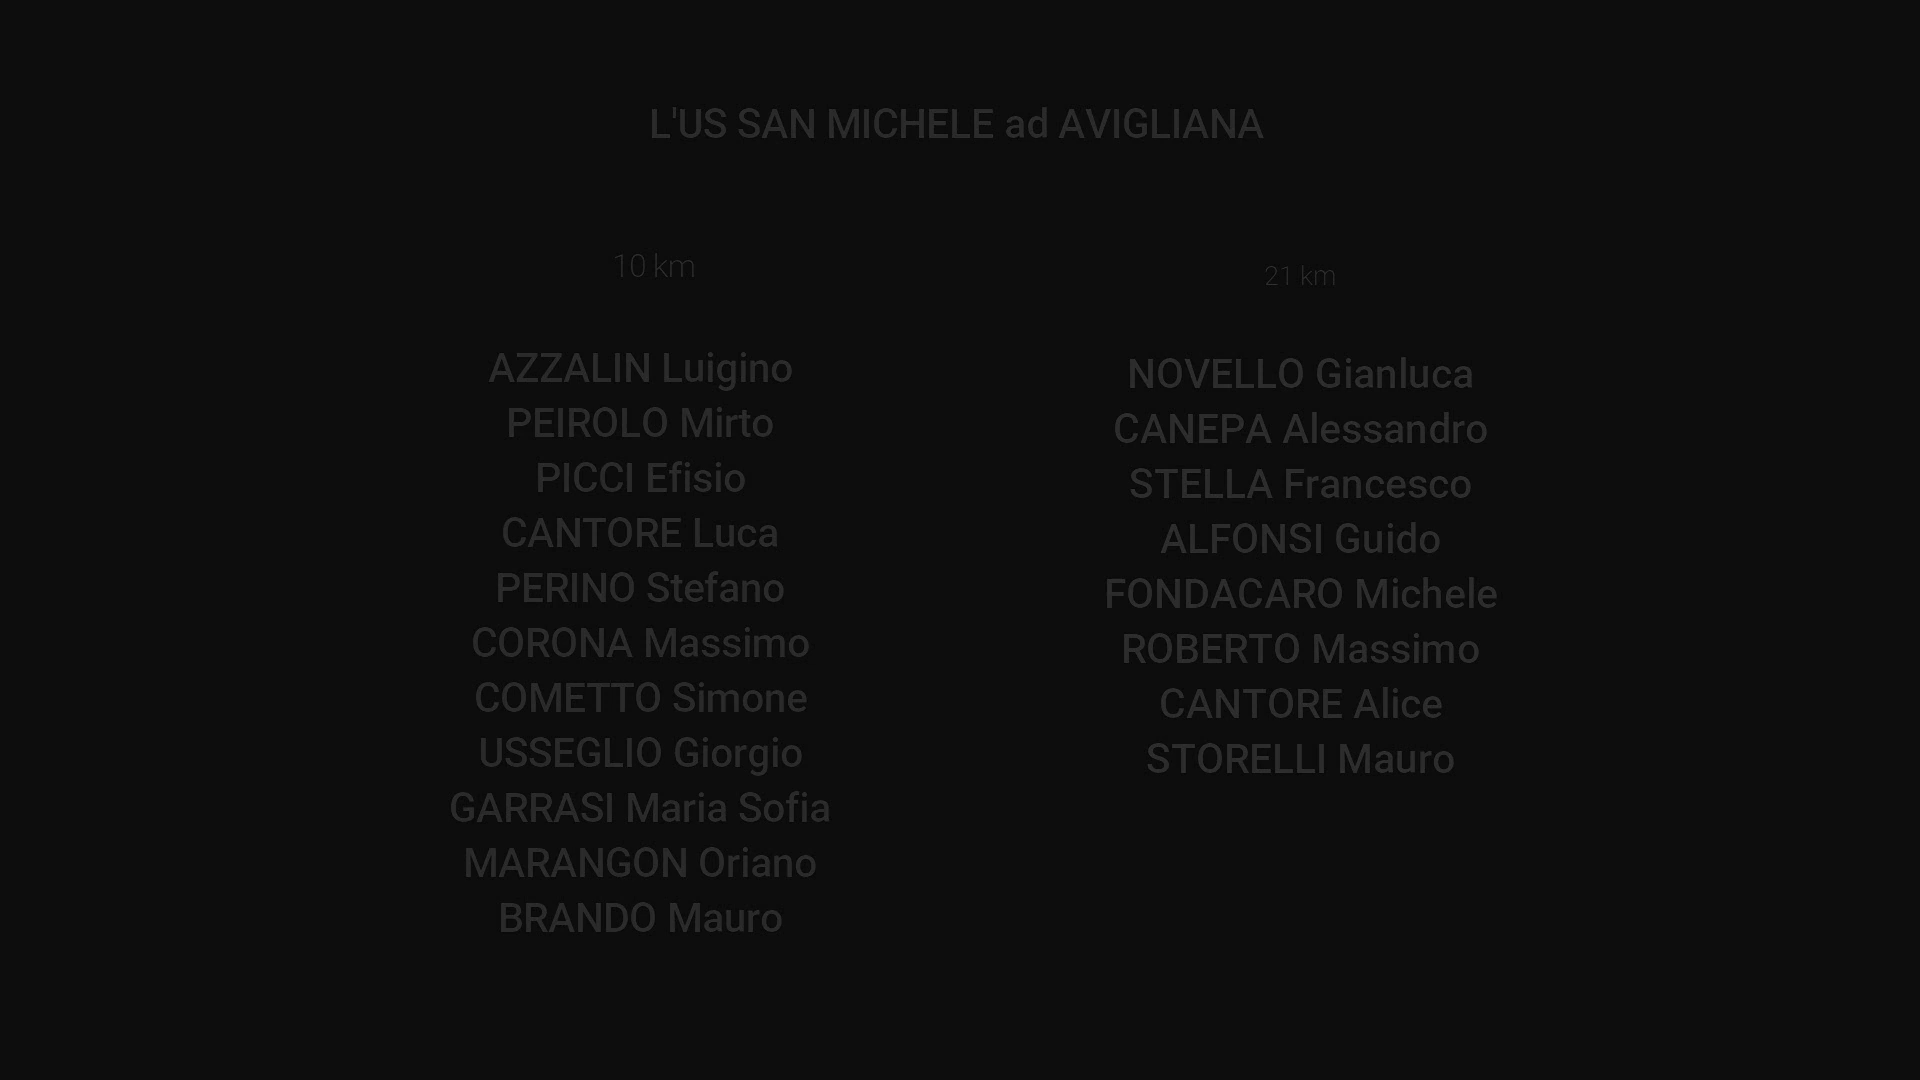 L'US SAN MICHELE ad AVIGLIANA
10 km
AZZALIN Luigino
PEIROLO Mirto
PICCI Efisio
CANTORE Luca
PERINO Stefano
CORONA Massimo
COMETTO Simone
USSEGLIO Giorgio
GARRASI Maria Sofia
MARANGON Oriano
BRANDO Mauro
21 km
NOVELLO Gianluca
CANEPA Alessandro
STELLA Francesco
ALFONSI Guido
FONDACARO Michele
ROBERTO Massimo
CANTORE Alice
STORELLI Mauro